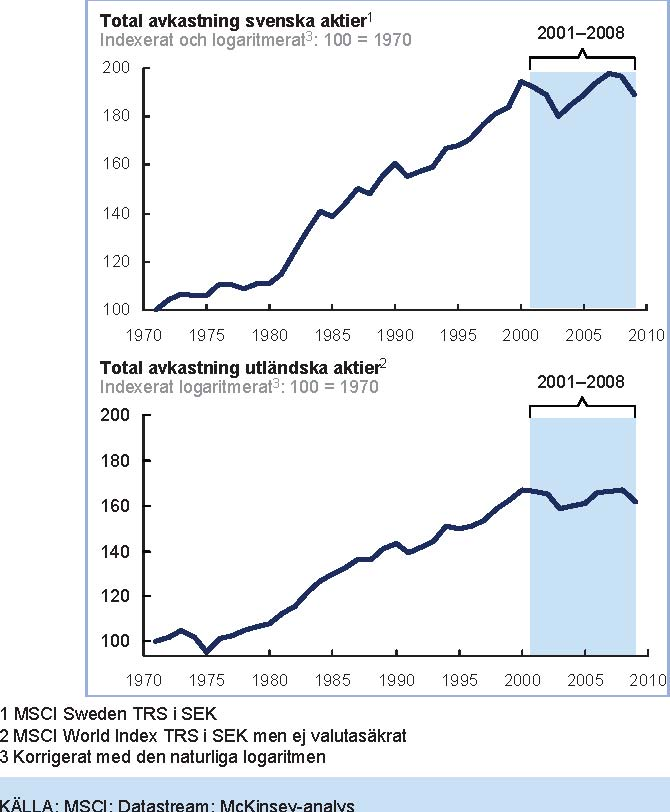 Total avkastning svenska aktier1
Indexerat och logaritmerat3: 100 = 1970
2001–2008
200
180
160
140
120
100
1970 1975 1980 1985 1990 1995 2000 2005 2010
Total avkastning utländska aktier2
Indexerat logaritmerat3: 100 = 1970
2001–2008
200
180
160
140
120
100
1970 1975 1980 1985 1990 1995 2000 2005 2010
1 MSCI Sweden TRS i SEK
2 MSCI World Index TRS i SEK men ej valutasäkrat
3 Korrigerat med den naturliga logaritmen
KÄLLA: MSCI; Datastream; McKinsey-analys